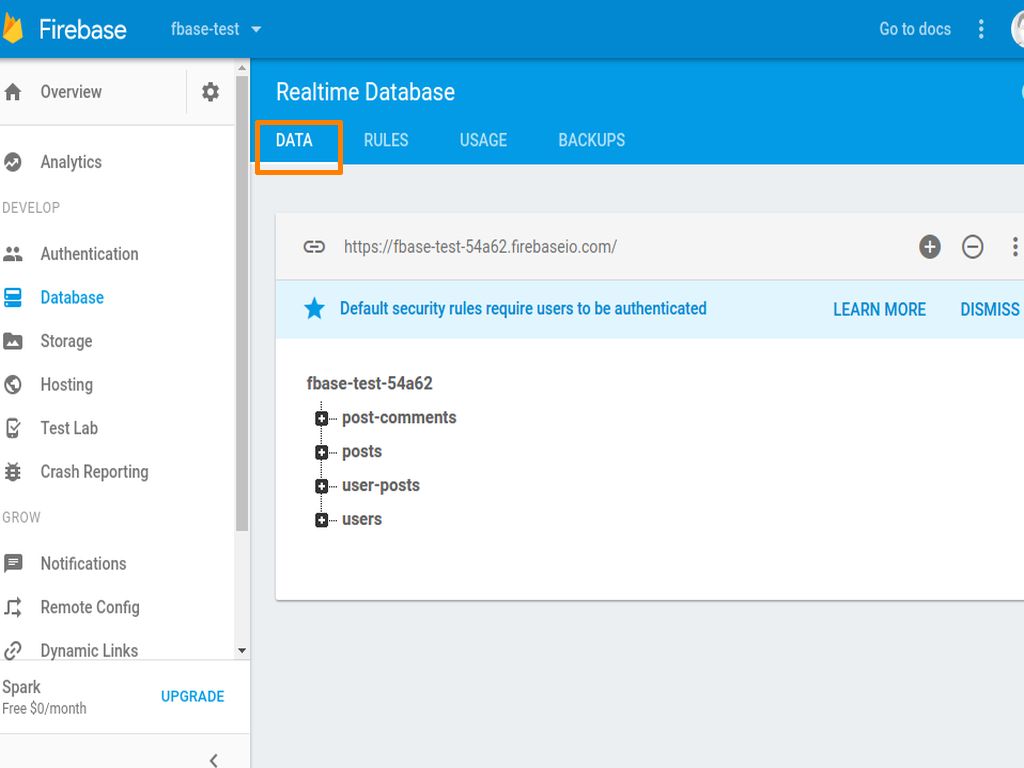 Firebase
fbase-test
Go to docs
Overview
Analytics
DEVELOP
Authentication
Database
Storage
Hosting
Test Lab
Crash Reporting
GROW
Notifications
Remote Config
Dynamic Links
Spark
Free $0/month
UPGRADE
Realtime Database
DATA RULES USAGE BACKUPS
https://fbase-test-54a62.firebaseio.com/
Default security rules require users to be authenticated LEARN MORE DISMISS
fbase-test-54a62
post-comments
posts
user-posts
users